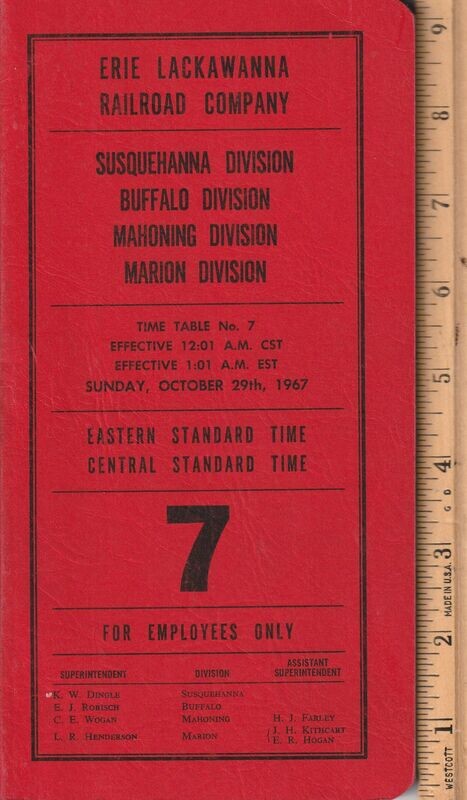 ERIE LACKAWANNA
RAILROAD COMPANY
SUSQUEHANNA DIVISION
BUFFALO DIVISION
MAHONING DIVISION
MARION DIVISION
TIME TABLE No. 7
EFFECTIVE 12:01 A.M. CST
EFFECTIVE 1:01 A.M. EST
SUNDAY, OCTOBER 29th, 1967
EASTERN STANDARD TIME
CENTRAL STANDARD TIME
7
FOR EMPLOYEES ONLY
SUPERINTENDENT DIVISION ASSISTANT SUPERINTENDENT
K. W. DINGLE SUSQUEHANNA
E. J. ROBISCH BUFFALO
C. E. WOGAN MAHONING H. J. FARLEY
L. R. HENDERSON MARION J. H. KITHCART
E. R. HOGAN
9
8
7
6
5
4
3
2
1
MADE IN U.S.A.
WESTCOTT